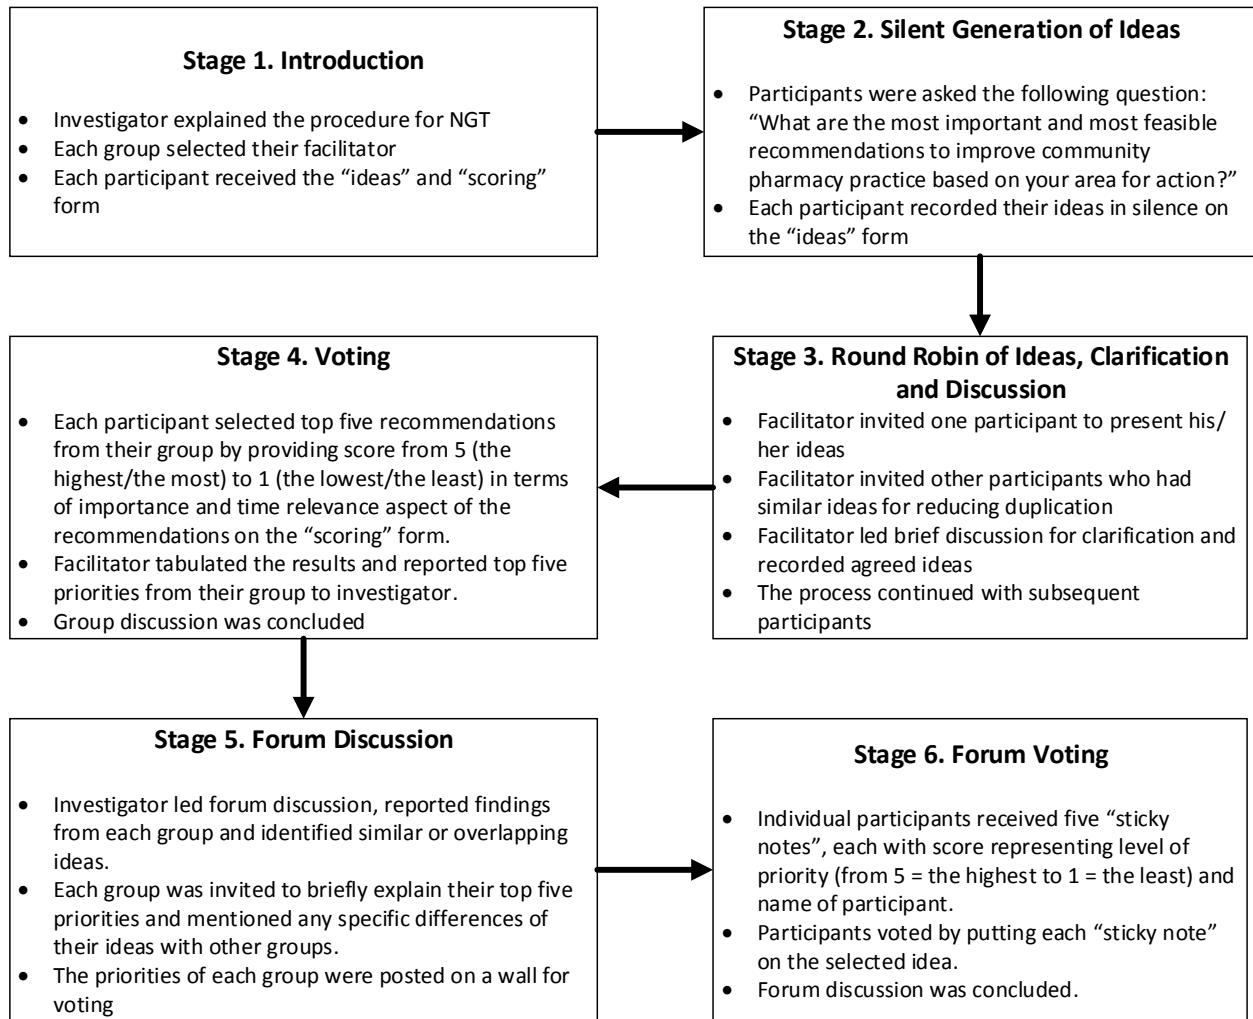 Stage 1. Introduction
• Investigator explained the procedure for NGT
• Each group selected their facilitator
• Each participant received the “ideas” and “scoring”
form
Stage 2. Silent Generation of Ideas
• Participants were asked the following question:
“What are the most important and most feasible
recommendations to improve community
pharmacy practice based on your area for action?”
• Each participant recorded their ideas in silence on
the “ideas” form
Stage 3. Round Robin of Ideas, Clarification
and Discussion
• Facilitator invited one participant to present his/
her ideas
• Facilitator invited other participants who had
similar ideas for reducing duplication
• Facilitator led brief discussion for clarification and
recorded agreed ideas
• The process continued with subsequent
participants
Stage 4. Voting
• Each participant selected top five recommendations
from their group by providing score from 5 (the
highest/the most) to 1 (the lowest/the least) in terms
of importance and time relevance aspect of the
recommendations on the “scoring” form.
• Facilitator tabulated the results and reported top five
priorities from their group to investigator.
• Group discussion was concluded
Stage 5. Forum Discussion
• Investigator led forum discussion, reported findings
from each group and identified similar or overlapping
ideas.
• Each group was invited to briefly explain their top five
priorities and mentioned any specific differences of
their ideas with other groups.
• The priorities of each group were posted on a wall for
voting
Stage 6. Forum Voting
• Individual participants received five “sticky
notes”, each with score representing level of
priority (from 5 = the highest to 1 = the least) and
name of participant.
• Participants voted by putting each “sticky note”
on the selected idea.
• Forum discussion was concluded.